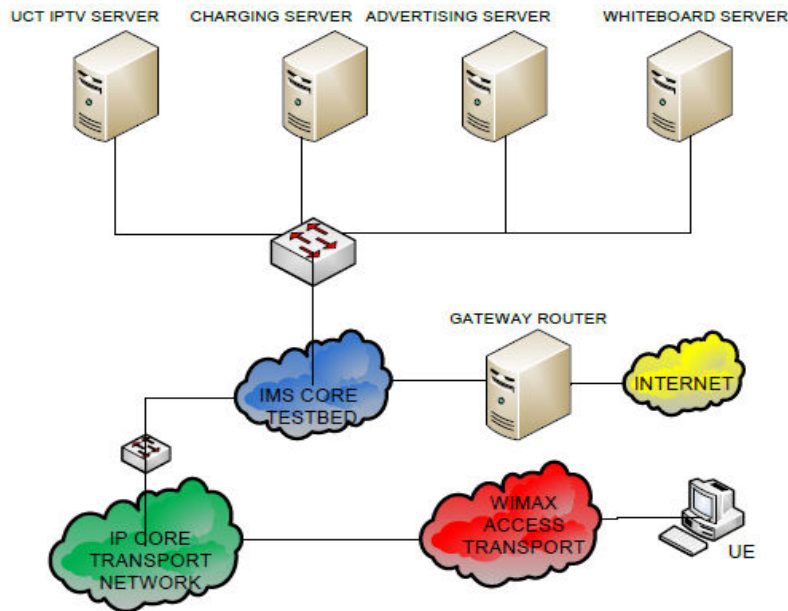 UCT IPTV SERVER
CHARGING SERVER
ADVERTISING SERVER
WHITEBOARD SERVER
GATEWAY ROUTER
IMS CORE
TESTBED
INTERNET
IP CORE
TRANSPORT
NETWORK
WIMAX
ACCESS
TRANSPORT
UE